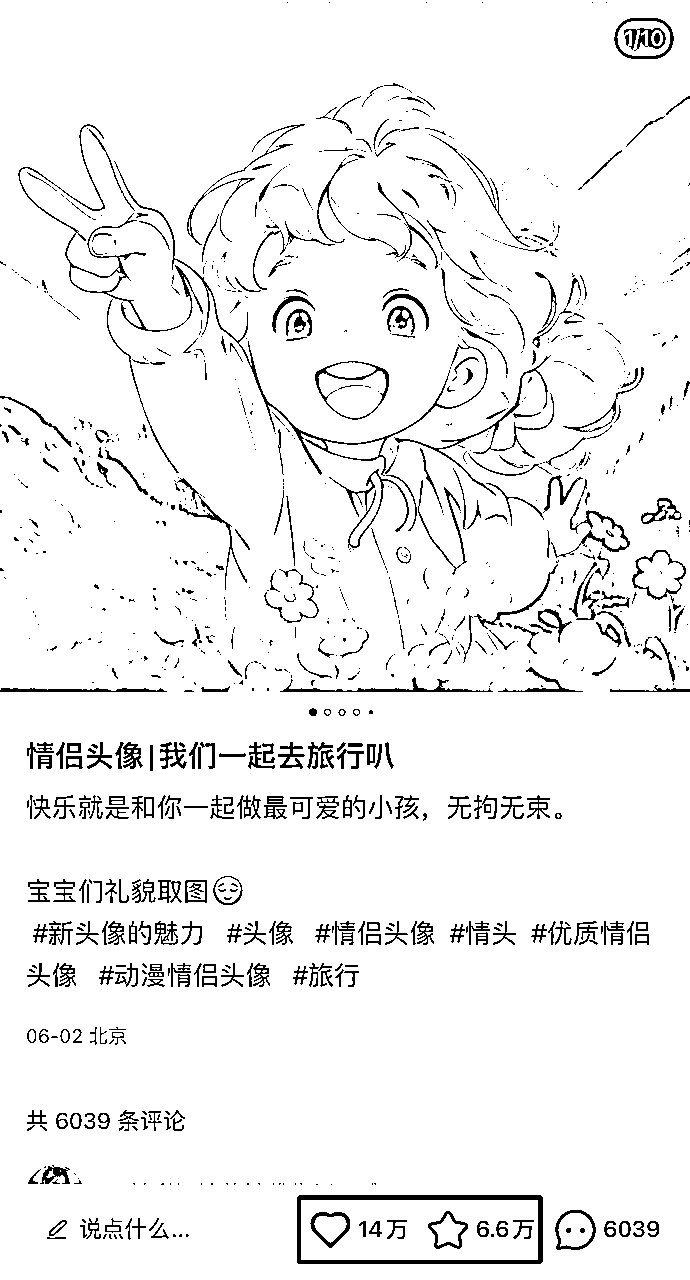 1/10
情侣头像|我们一起去旅行叭
快乐就是和你一起做最可爱的小孩，无拘无束。
宝宝们礼貌取图😌
#新头像的魅力 #头像 #情侣头像 #情头 #优质情侣
头像 #动漫情侣头像 #旅行
06-02 北京
共 6039 条评论
说点什么... 14万 6.6万 6039